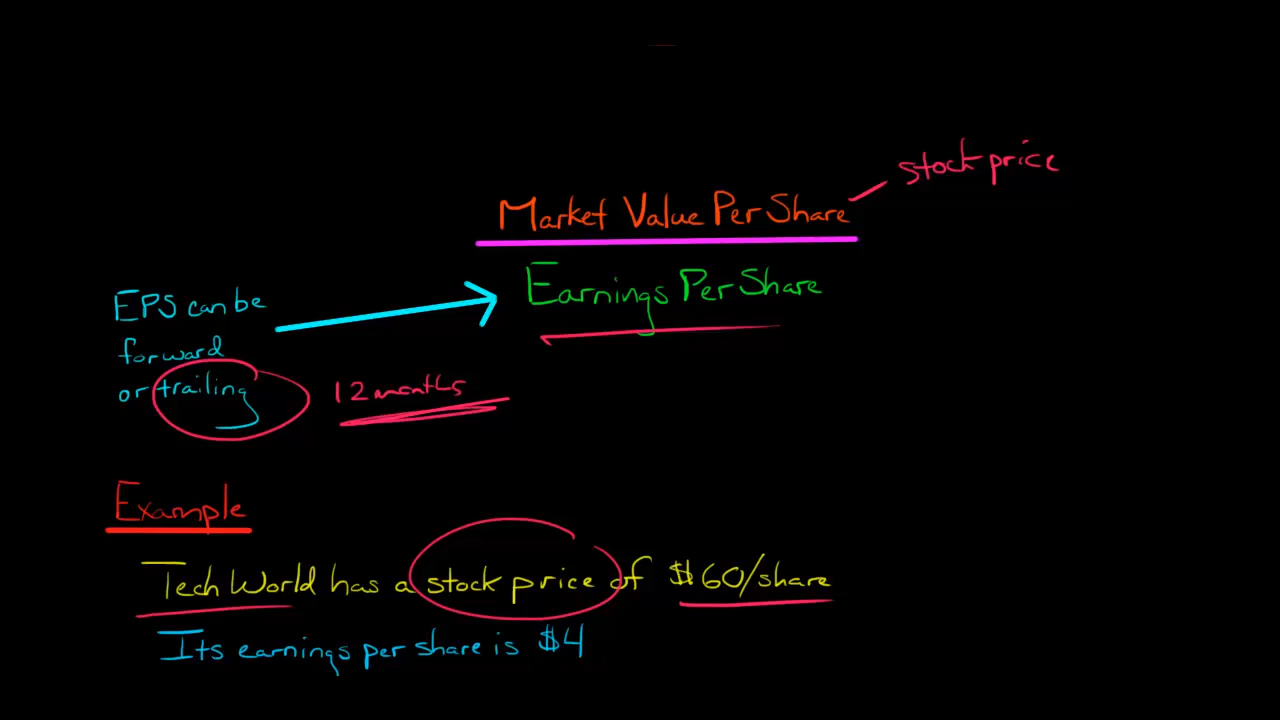 stock price
Market Value Per Share
Earnings Per Share
EPS can be
forward
or trailing
12 months
Example
Tech World has a stock price of $60/share
Its earnings per share is $4